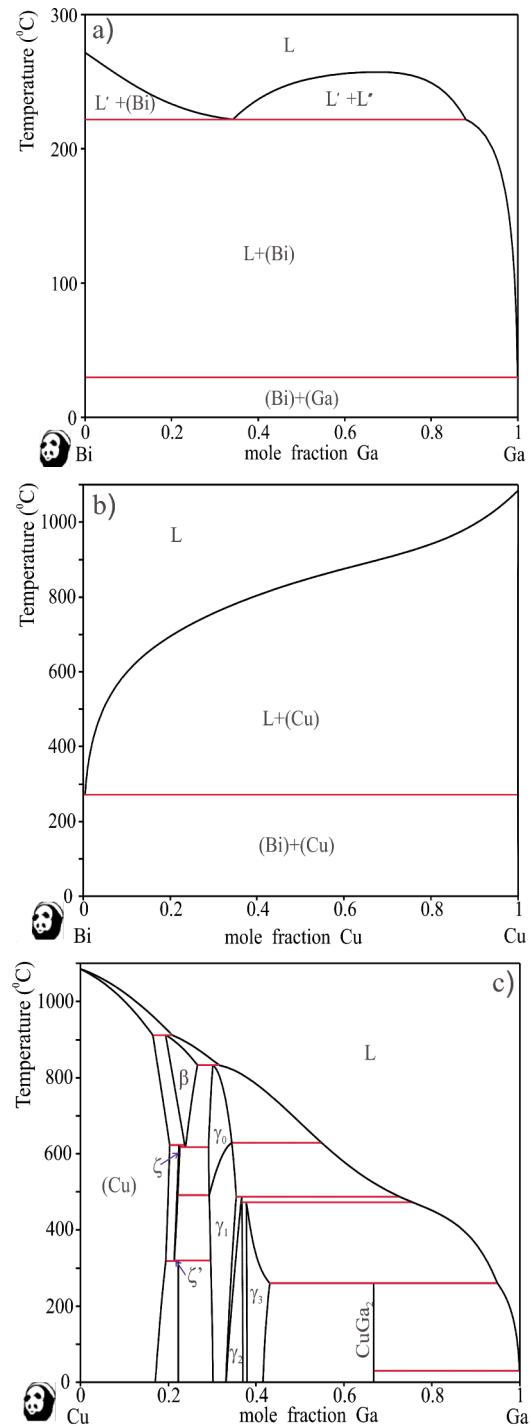 a)
Temperature (⁰C)
300
200
100
0
L
L′ +(Bi)
L′ +L″
L+(Bi)
(Bi)+(Ga)
0 0.2 0.4 0.6 0.8 1
Bi mole fraction Ga Ga
b)
Temperature (⁰C)
1000
800
600
400
200
0
L
L+(Cu)
(Bi)+(Cu)
0 0.2 0.4 0.6 0.8 1
Bi mole fraction Cu Cu
c)
Temperature (⁰C)
1000
800
600
400
200
0
L
β
γ₀
ζ
(Cu)
γ₁
ζ’
γ₃
γ₂
CuGa₂
0 0.2 0.4 0.6 0.8 1
Cu mole fraction Ga Ga